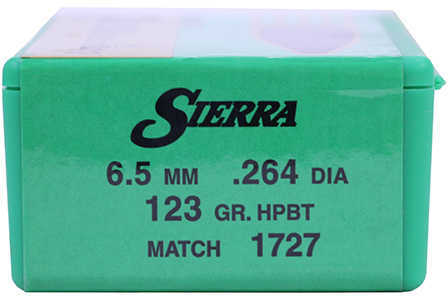 SIERRA
6.5 MM .264 DIA
123 GR. HPBT
MATCH 1727